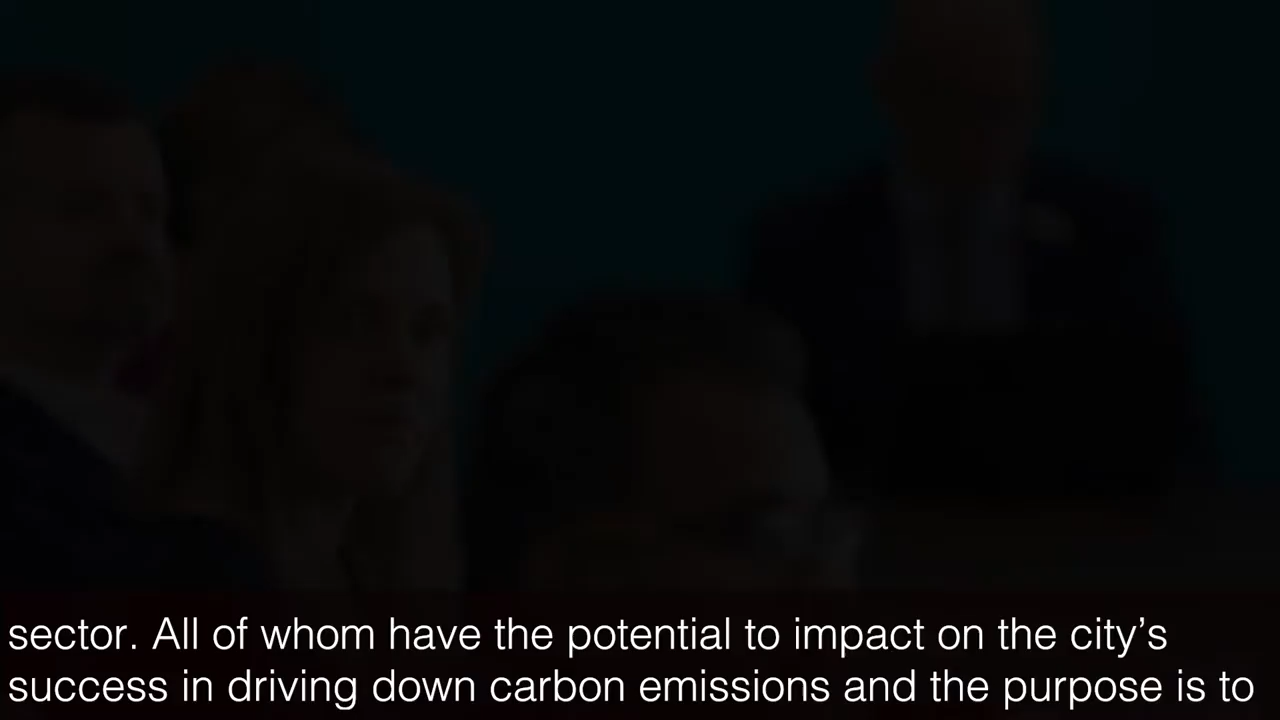 sector. All of whom have the potential to impact on the city’s
success in driving down carbon emissions and the purpose is to